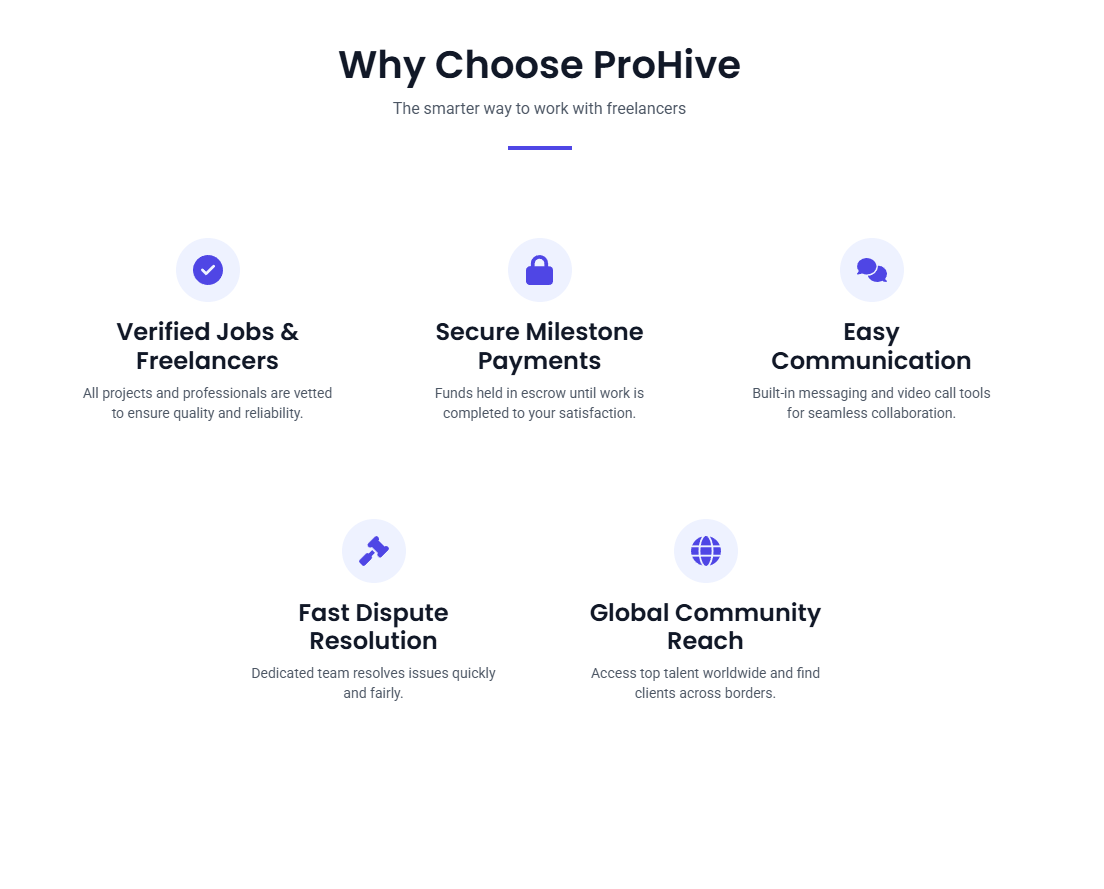 Why Choose ProHive
The smarter way to work with freelancers
Verified Jobs &
Freelancers
All projects and professionals are vetted
to ensure quality and reliability.
Secure Milestone
Payments
Funds held in escrow until work is
completed to your satisfaction.
Easy
Communication
Built-in messaging and video call tools
for seamless collaboration.
Fast Dispute
Resolution
Dedicated team resolves issues quickly
and fairly.
Global Community
Reach
Access top talent worldwide and find
clients across borders.